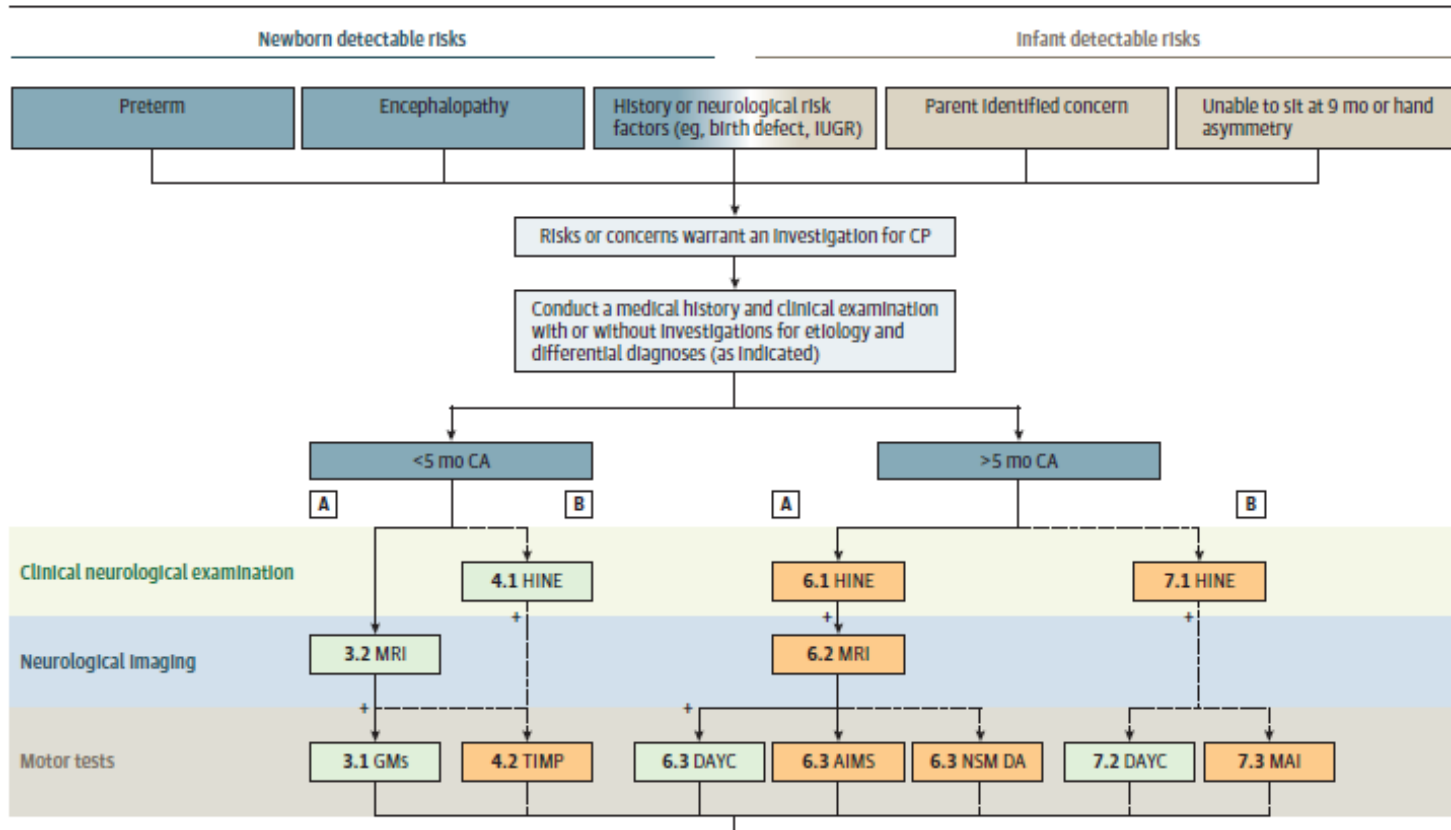 Newborn detectable risks
Infant detectable risks
Preterm
Encephalopathy
History or neurological risk
factors (eg, birth defect, IUGR)
Parent identified concern
Unable to sit at 9 mo or hand
asymmetry
Risks or concerns warrant an investigation for CP
Conduct a medical history and clinical examination
with or without investigations for etiology and
differential diagnoses (as indicated)
<5 mo CA
>5 mo CA
A
B
A
B
Clinical neurological examination
4.1 HINE
6.1 HINE
7.1 HINE
+
+
+
Neurological imaging
3.2 MRI
6.2 MRI
+
+
Motor tests
3.1 GMs
4.2 TIMP
6.3 DAYC
6.3 AIMS
6.3 NSM DA
7.2 DAYC
7.3 MAI